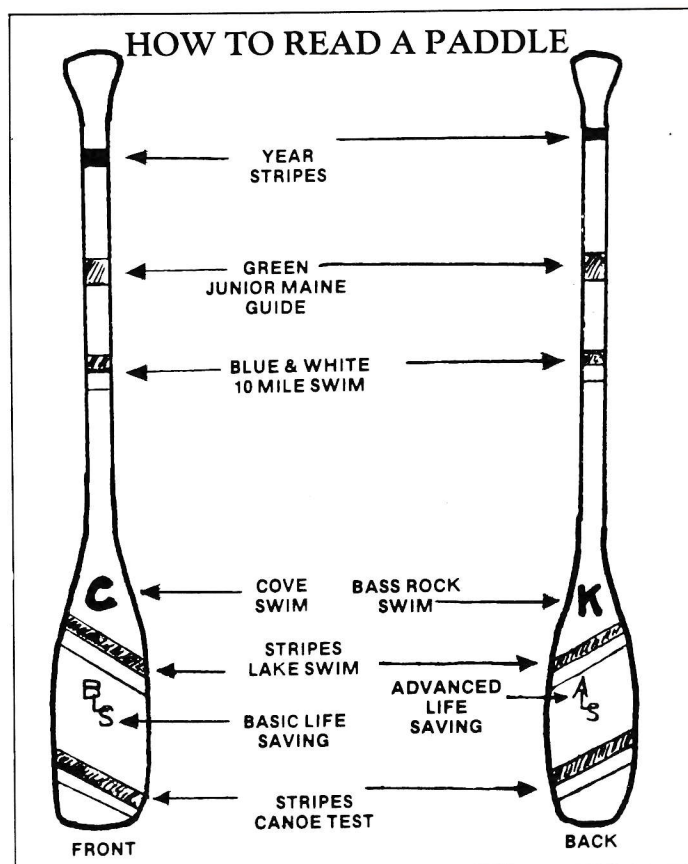 HOW TO READ A PADDLE
YEAR
STRIPES
GREEN
JUNIOR MAINE
GUIDE
BLUE & WHITE
10 MILE SWIM
C
COVE
SWIM
BASS ROCK
SWIM
K
STRIPES
LAKE SWIM
BLS
BASIC LIFE
SAVING
ADVANCED
LIFE
SAVING
ALS
STRIPES
CANOE TEST
FRONT
BACK